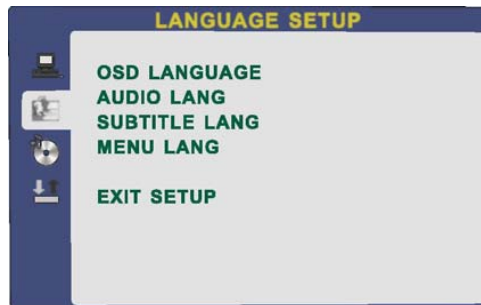 LANGUAGE SETUP
OSD LANGUAGE
AUDIO LANG
SUBTITLE LANG
MENU LANG
EXIT SETUP